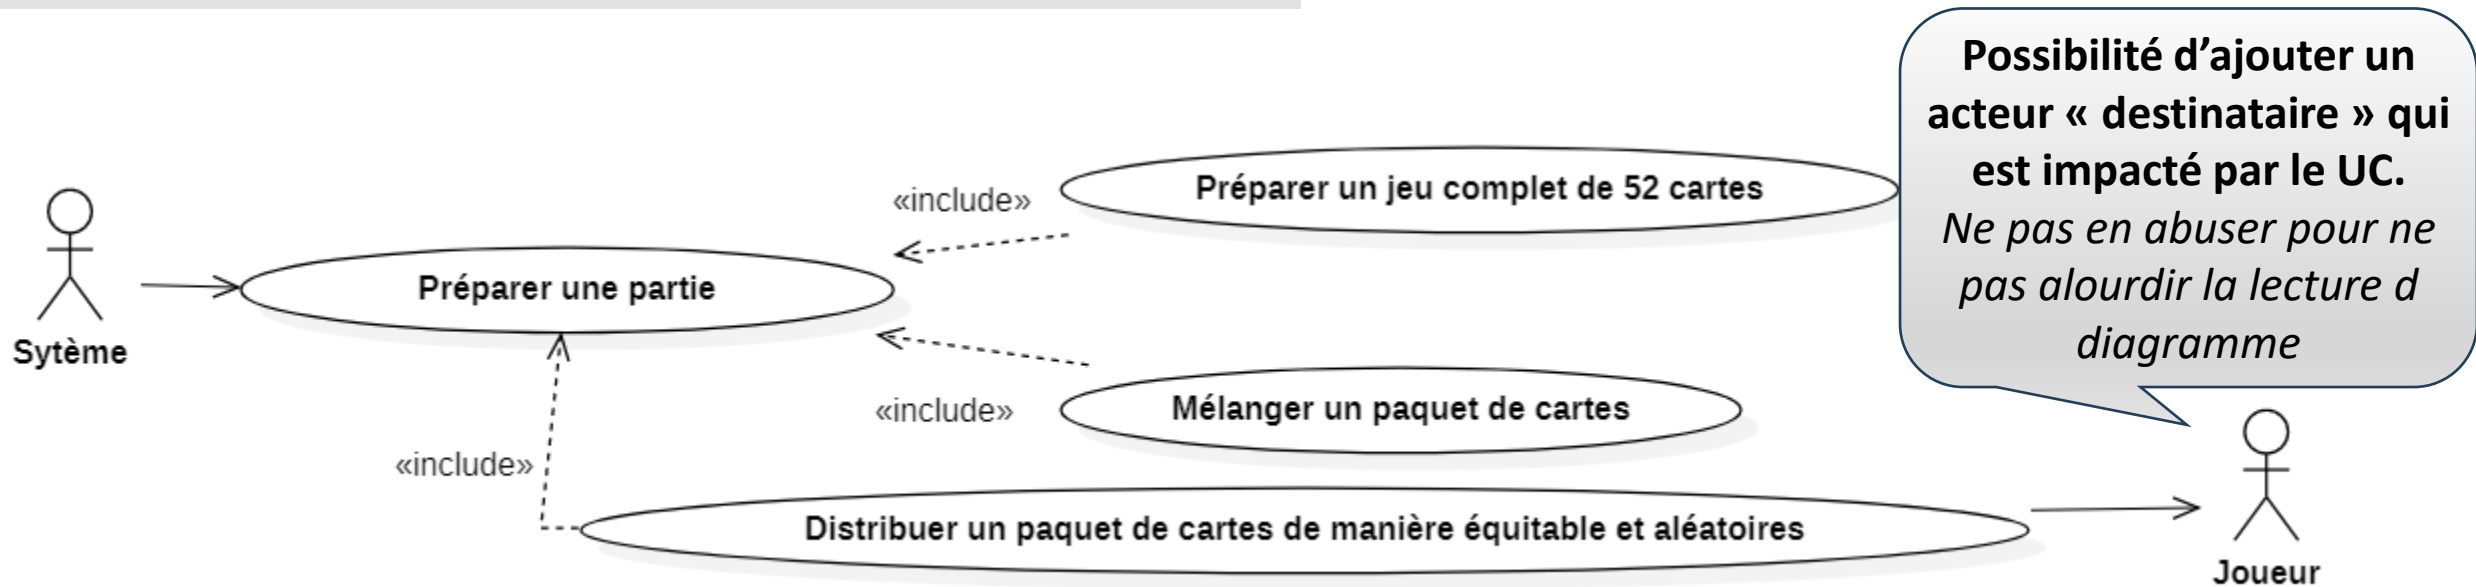 Possibilité d'ajouter un
acteur « destinataire » qui
est impacté par le UC.
Ne pas en abuser pour ne
pas alourdir la lecture d
diagramme
Préparer un jeu complet de 52 cartes
«include»
Préparer une partie
Sytème
«include»
Mélanger un paquet de cartes
«include»
Distribuer un paquet de cartes de manière équitable et aléatoires
Joueur